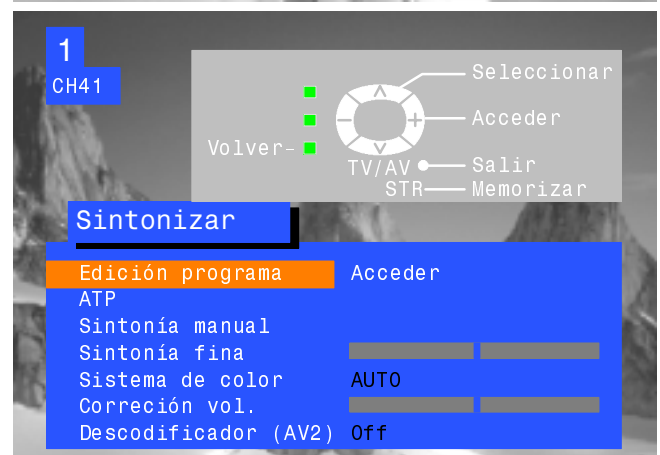 1
CH41
Seleccionar
Acceder
Volver
TV/AV Salir
STR Memorizar
Sintonizar
Edición programa Acceder
ATP
Sintonía manual
Sintonía fina
Sistema de color AUTO
Correción vol.
Descodificador (AV2) Off